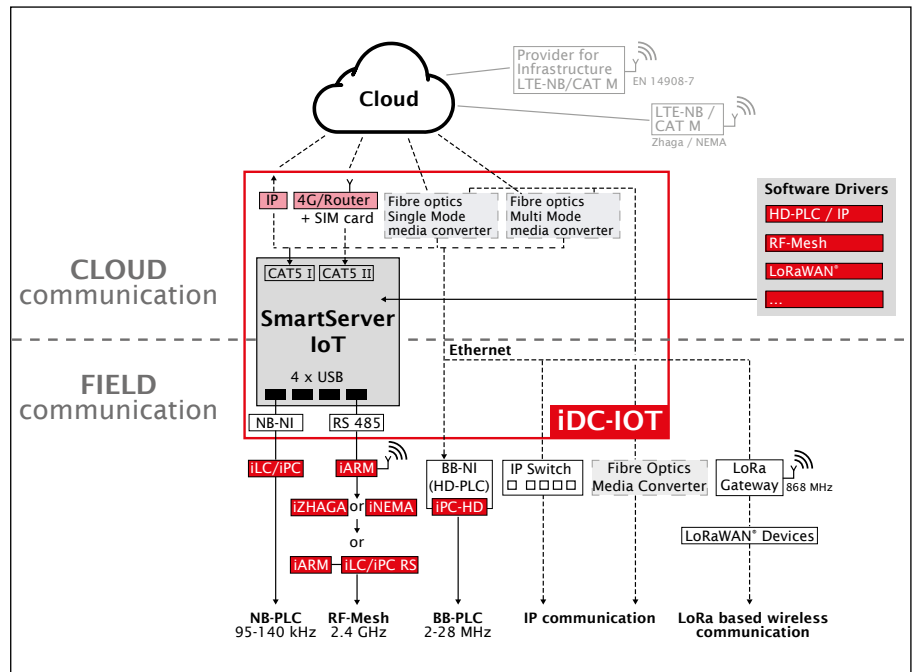 Provider for
Infrastructure
LTE-NB/CAT M
EN 14908-7
Cloud
LTE-NB /
CAT M
Zhaga / NEMA
IP
4G/Router
+ SIM card
Fibre optics
Single Mode
media converter
Fibre optics
Multi Mode
media converter
Software Drivers
HD-PLC / IP
RF-Mesh
LoRaWAN®
...
CLOUD
communication
CAT5 I
CAT5 II
SmartServer
IoT
Ethernet
FIELD
communication
4 x USB
NB-NI
RS 485
iDC-IOT
iLC/iPC
iARM
BB-NI
(HD-PLC)
iPC-HD
IP Switch
Fibre Optics
Media Converter
LoRa
Gateway
868 MHz
iZHAGA or iNEMA
or
iARM
iLC/iPC RS
LoRaWAN® Devices
NB-PLC
95-140 kHz
RF-Mesh
2.4 GHz
BB-PLC
2-28 MHz
IP communication
LoRa based wireless
communication